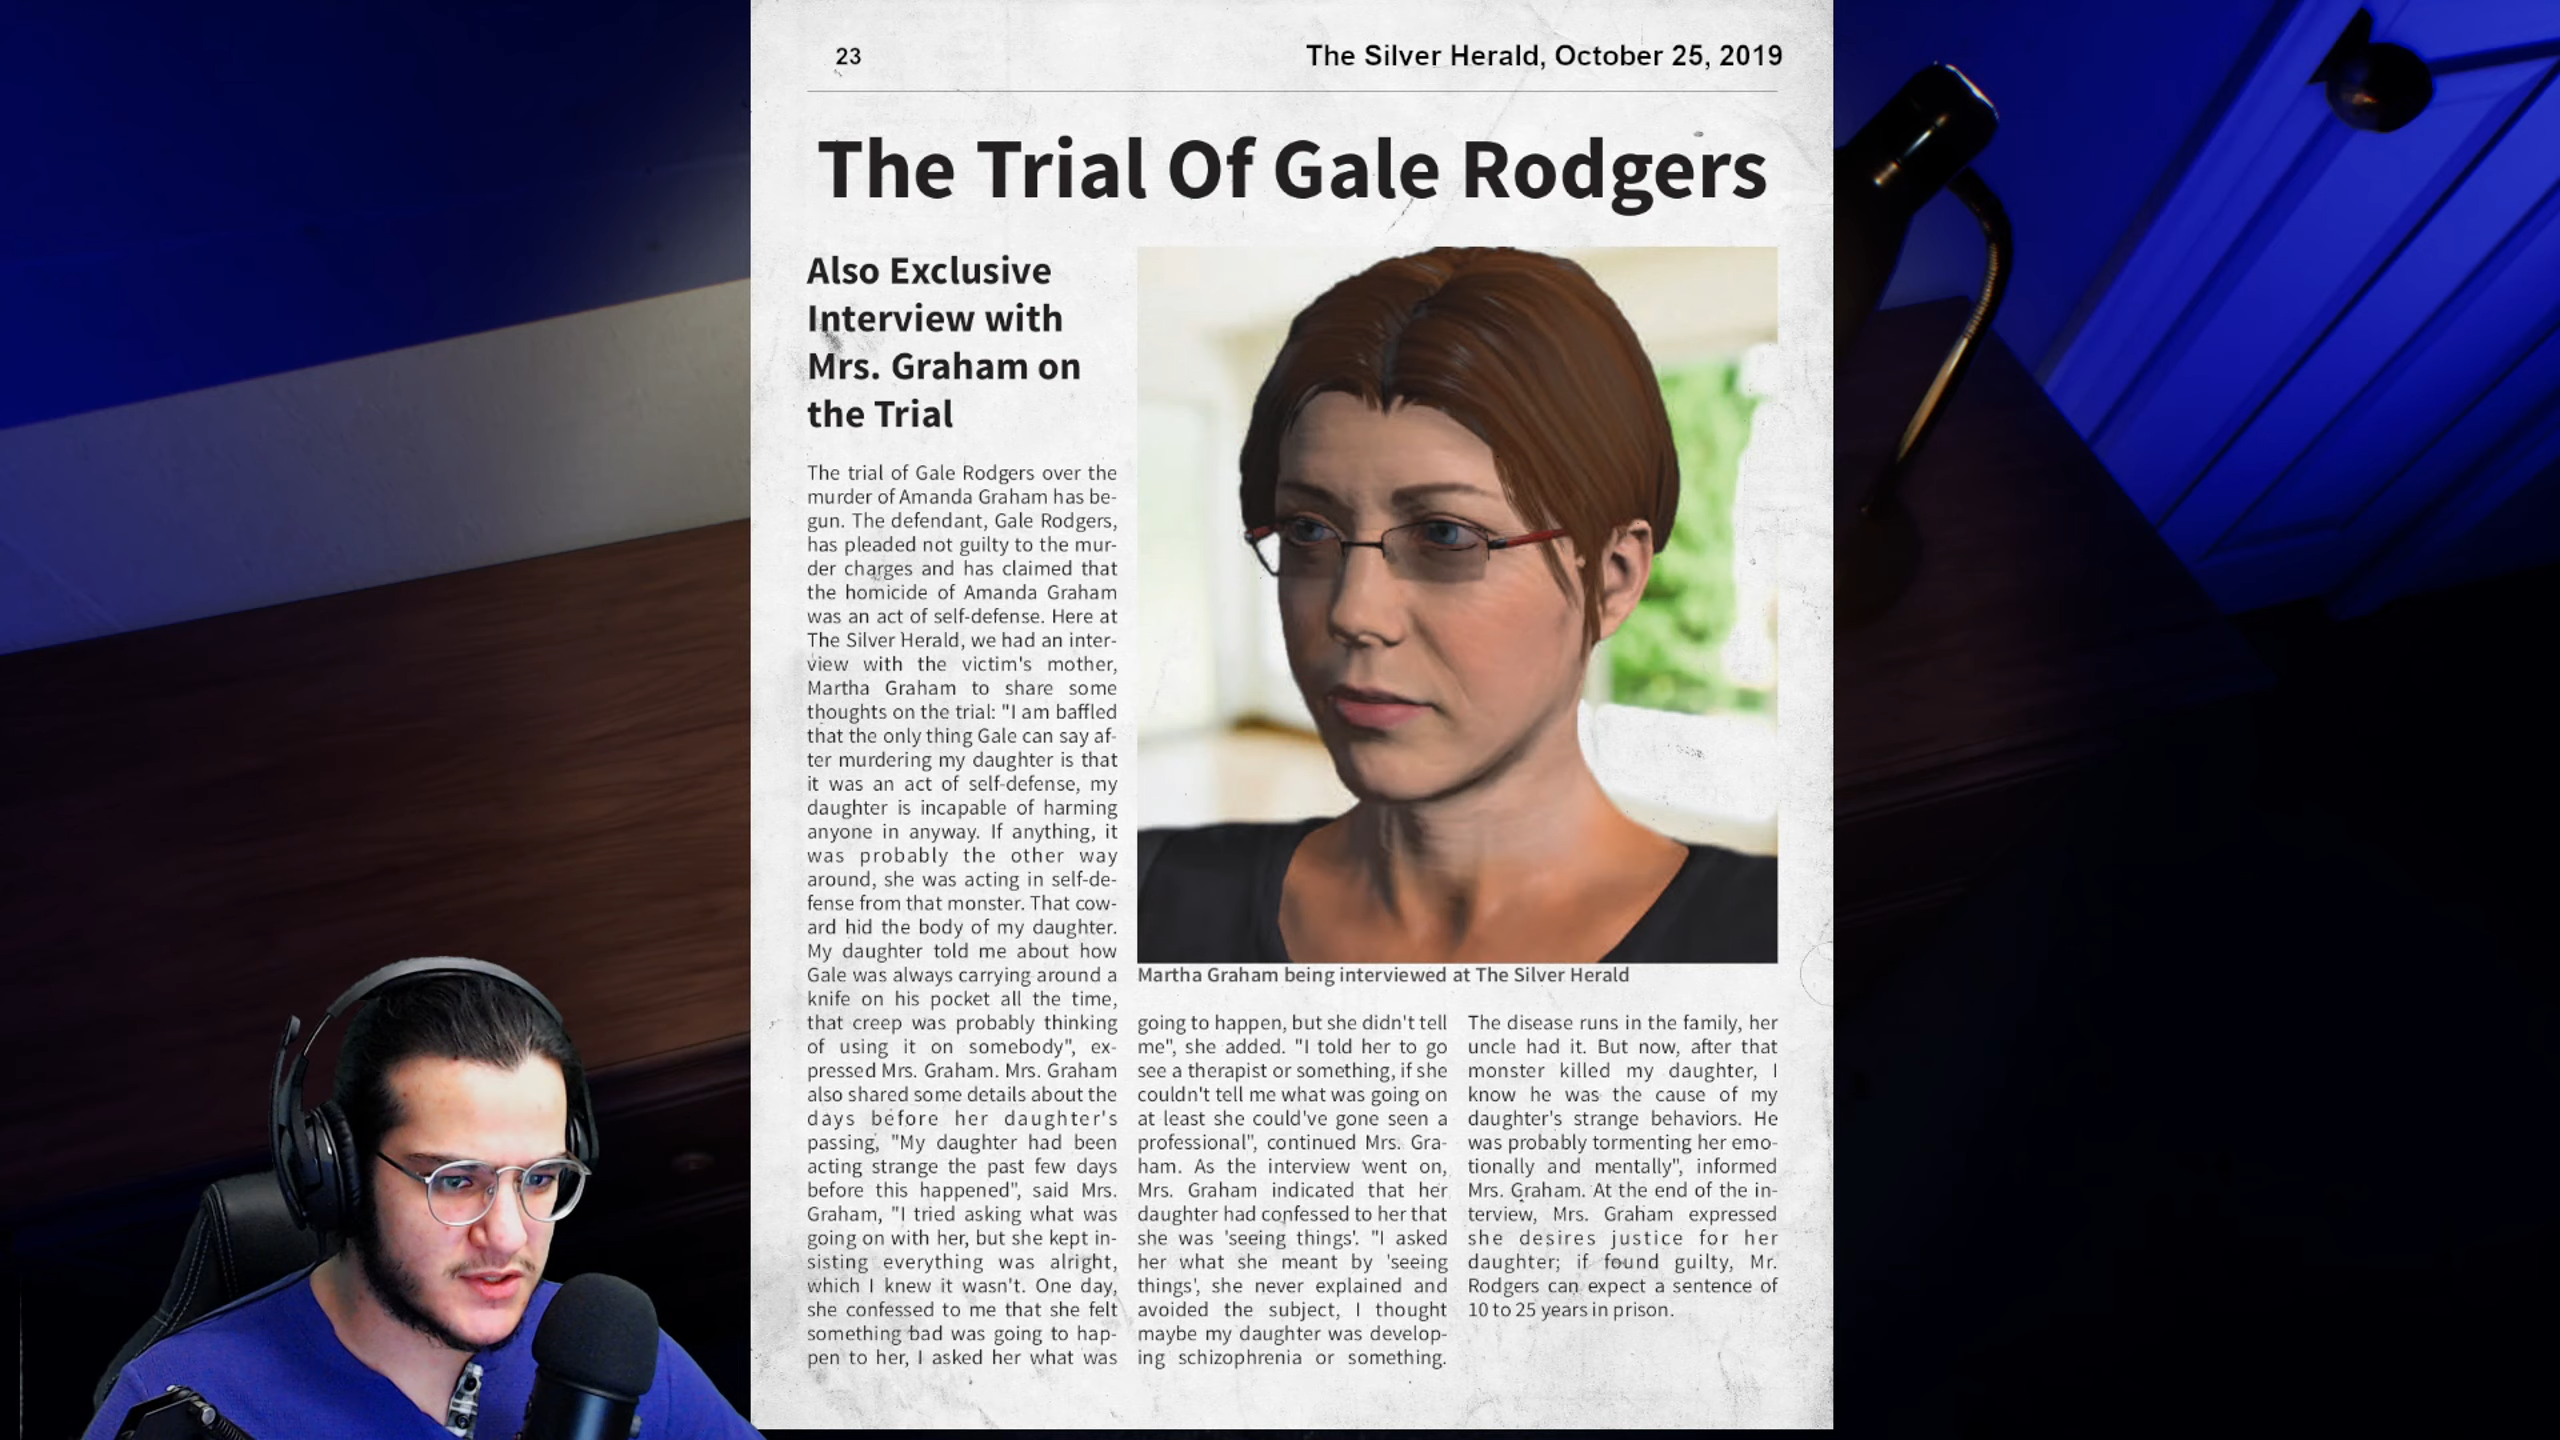 23
The Silver Herald, October 25, 2019
The Trial Of Gale Rodgers
Also Exclusive
Interview with
Mrs. Graham on
the Trial
The trial of Gale Rodgers over the
murder of Amanda Graham has be-
gun. The defendant, Gale Rodgers,
has pleaded not guilty to the mur-
der charges and has claimed that
the homicide of Amanda Graham
was an act of self-defense. Here at
The Silver Herald, we had an inter-
view with the victim's mother,
Martha Graham to share some
thoughts on the trial: "I am baffled
that the only thing Gale can say af-
ter murdering my daughter is that
it was an act of self-defense, my
daughter is incapable of harming
anyone in anyway. If anything, it
was probably the other way
around, she was acting in self-de-
fense from that monster. That cow-
ard hid the body of my daughter.
My daughter told me about how
Gale was always carrying around a
knife on his pocket all the time,
that creep was probably thinking
of using it on somebody", ex-
pressed Mrs. Graham. Mrs. Graham
also shared some details about the
days before her daughter's
passing, "My daughter had been
acting strange the past few days
before this happened", said Mrs.
Graham, "I tried asking what was
going on with her, but she kept in-
sisting everything was alright,
which I knew it wasn't. One day,
she confessed to me that she felt
something bad was going to hap-
pen to her, I asked her what was
Martha Graham being interviewed at The Silver Herald
going to happen, but she didn't tell
me", she added. "I told her to go
see a therapist or something, if she
couldn't tell me what was going on
at least she could've gone seen a
professional", continued Mrs. Gra-
ham. As the interview went on,
Mrs. Graham indicated that her
daughter had confessed to her that
she was 'seeing things'. "I asked
her what she meant by 'seeing
things', she never explained and
avoided the subject, I thought
maybe my daughter was develop-
ing schizophrenia or something.
The disease runs in the family, her
uncle had it. But now, after that
monster killed my daughter, I
know he was the cause of my
daughter's strange behaviors. He
was probably tormenting her emo-
tionally and mentally", informed
Mrs. Graham. At the end of the in-
terview, Mrs. Graham expressed
she desires justice for her
daughter; if found guilty, Mr.
Rodgers can expect a sentence of
10 to 25 years in prison.